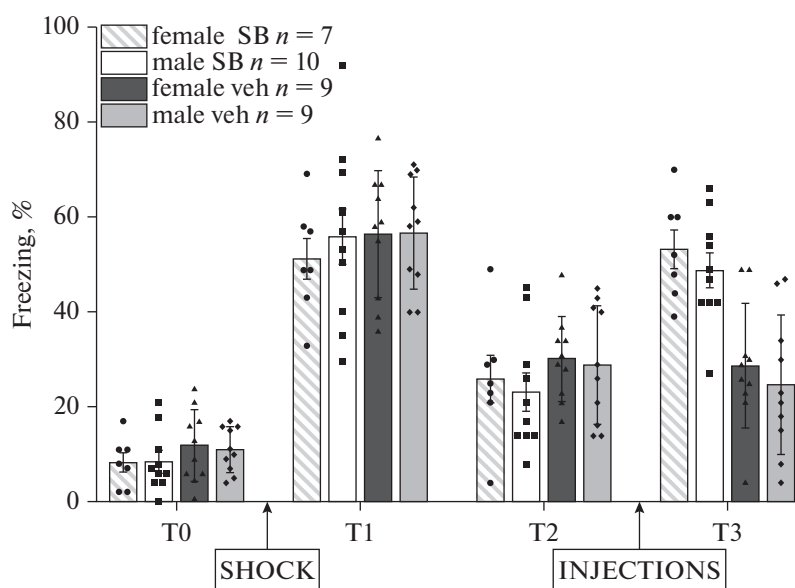 100
80
60
40
20
0
Freezing, %
female SB n = 7
male SB n = 10
female veh n = 9
male veh n = 9
T0
T1
T2
T3
SHOCK
INJECTIONS